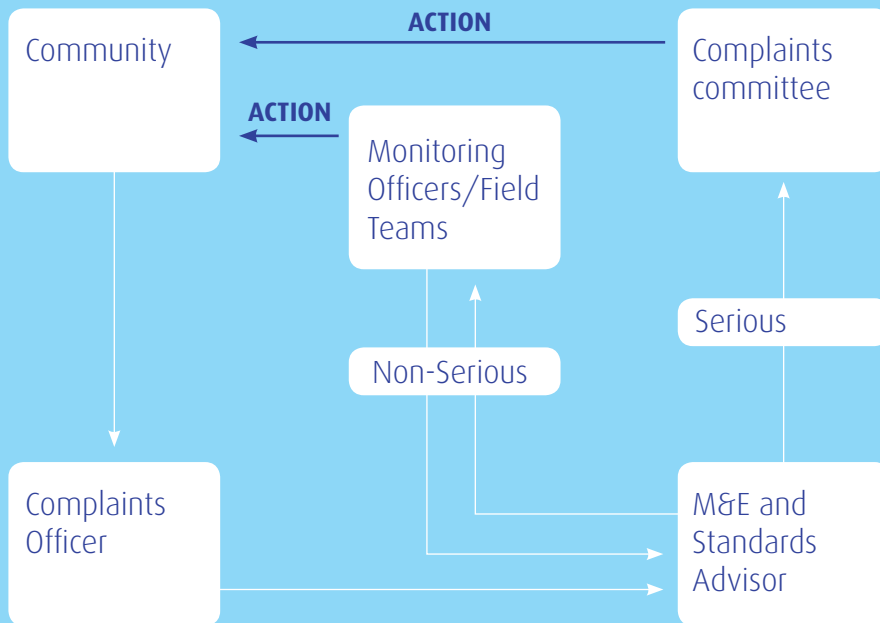 ACTION
Community
Complaints
committee
ACTION
Monitoring
Officers/Field
Teams
Serious
Non-Serious
Complaints
Officer
M&E and
Standards
Advisor